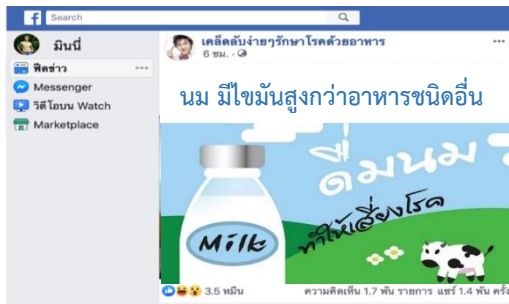 f Search
มินนี่
ฟีดข่าว
Messenger
วิดีโอบน Watch
Marketplace
เคล็ดลับง่ายๆรักษาโรคด้วยอาหาร
6 ชม.
นม มีไขมันสูงกว่าอาหารชนิดอื่น
ดื่มนม
ทำให้เสี่ยงโรค
Milk
3.5 หมื่น
ความคิดเห็น 1.7 พัน รายการ แชร์ 1.4 พัน ครั้ง